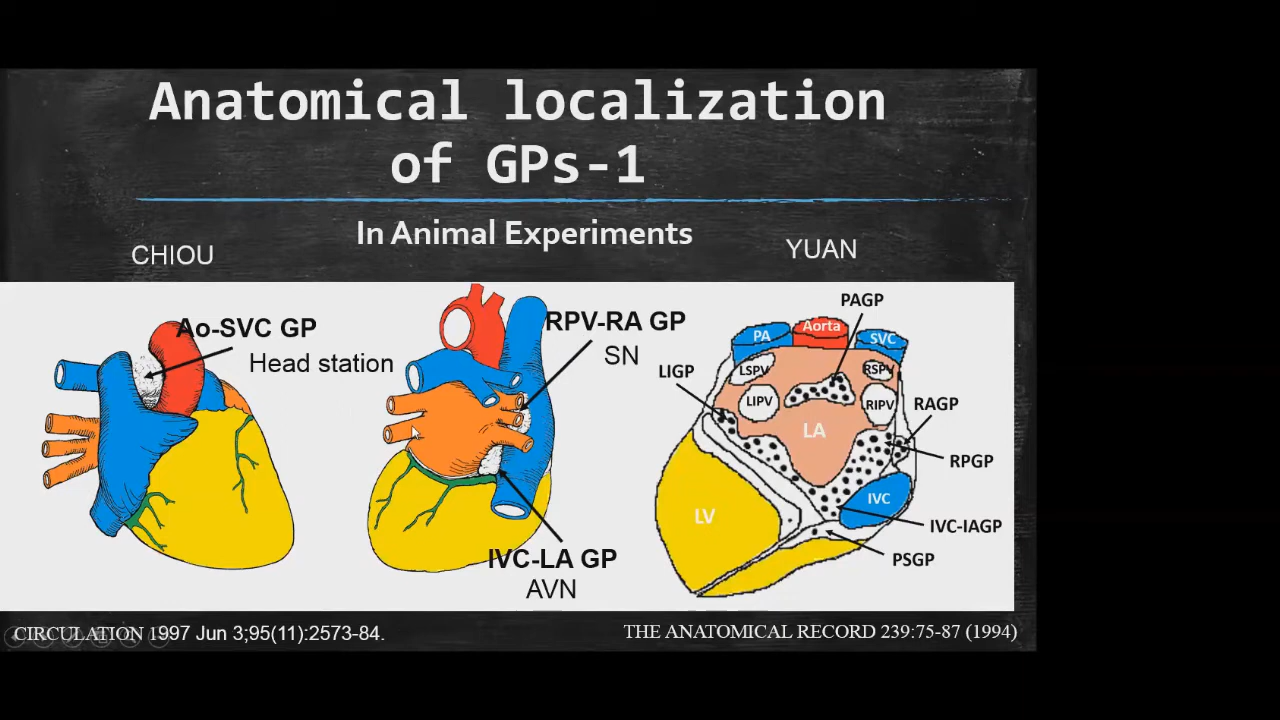 Anatomical localization
of GPs-1
In Animal Experiments
CHIOU
YUAN
Ao-SVC GP
Head station
RPV-RA GP
SN
IVC-LA GP
AVN
PAGP
PA
Aorta
SVC
LSPV
RSPV
LIGP
LIPV
RIPV
RAGP
LA
RPGP
IVC
LV
IVC-IAGP
PSGP
CIRCULATION 1997 Jun 3;95(11):2573-84.
THE ANATOMICAL RECORD 239:75-87 (1994)